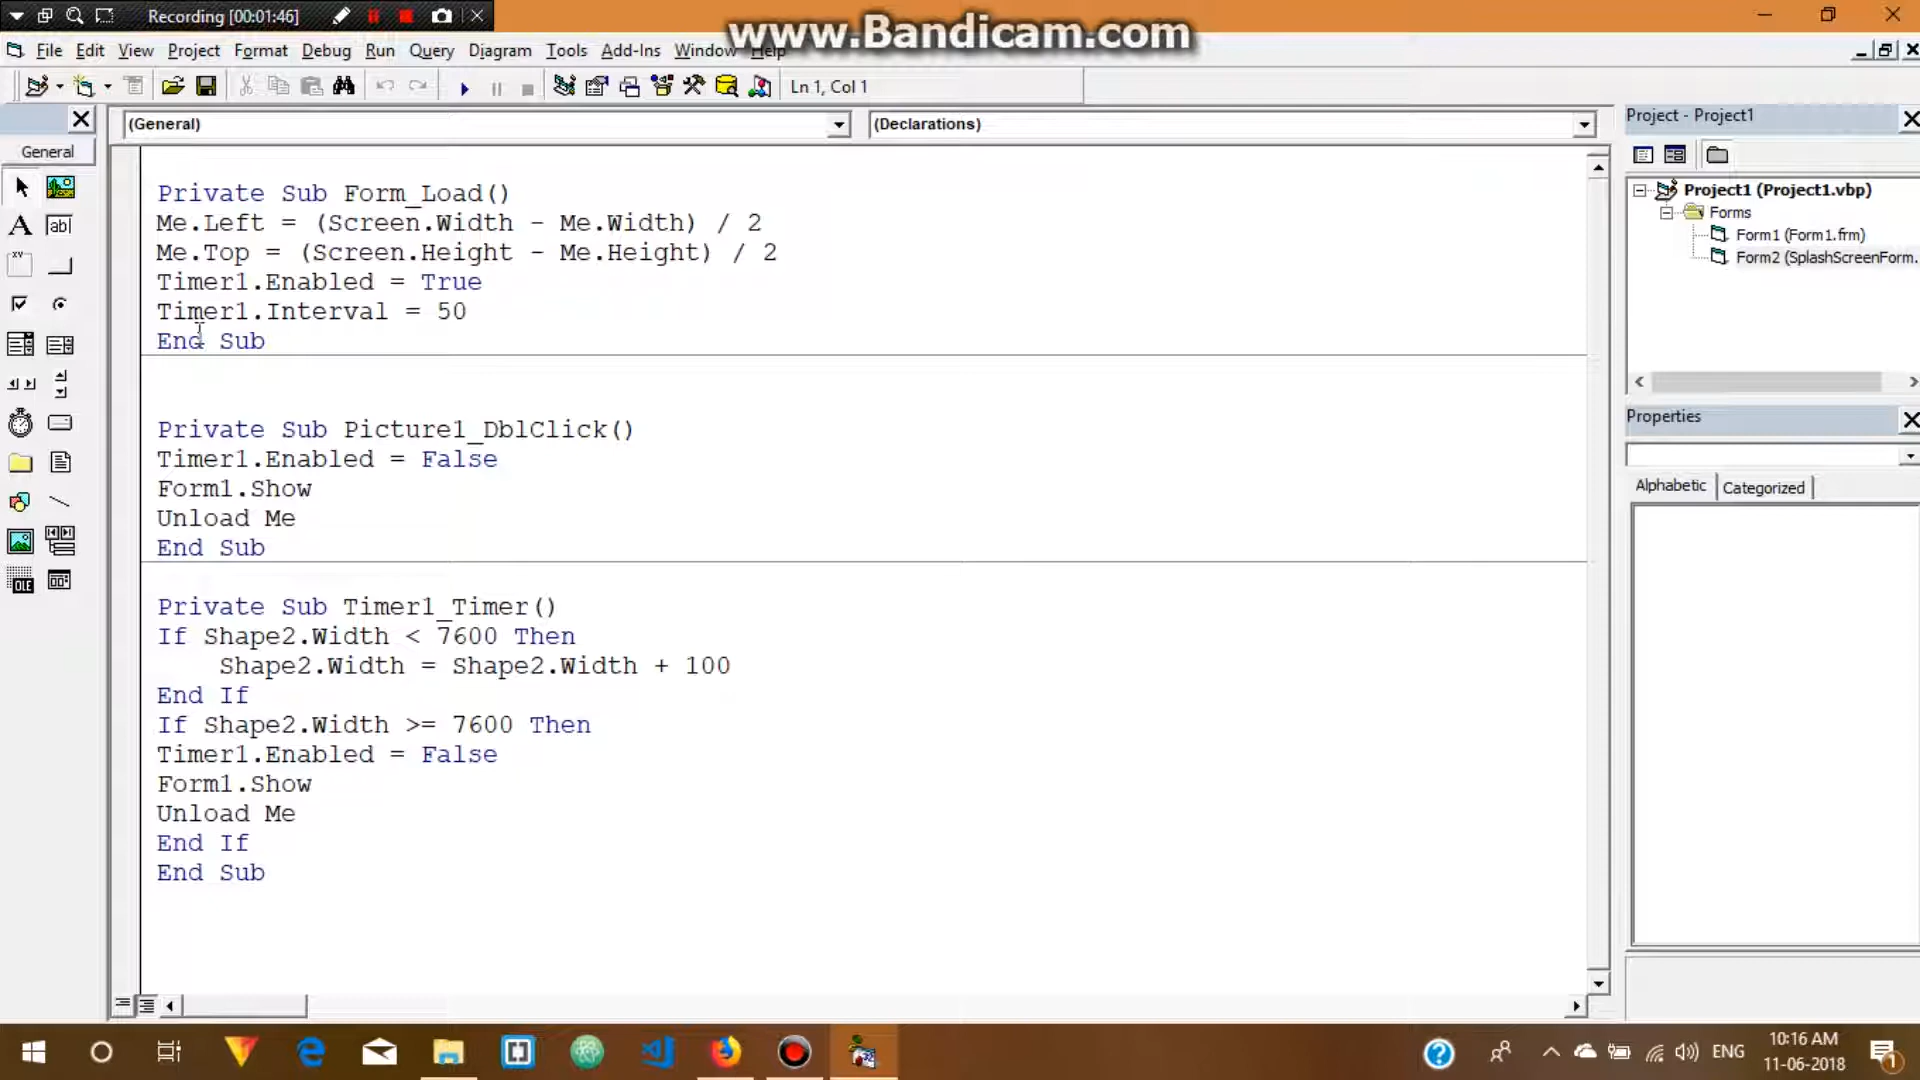 Recording [00:01:46]
www.Bandicam.com
File Edit View Project Format Debug Run Query Diagram Tools Add-Ins Window Help
Ln 1, Col 1
(General) (Declarations)
Project - Project1
General
Private Sub Form_Load()
Me.Left = (Screen.Width - Me.Width) / 2
Me.Top = (Screen.Height - Me.Height) / 2
Timer1.Enabled = True
Timer1.Interval = 50
End Sub
Private Sub Picture1_DblClick()
Timer1.Enabled = False
Form1.Show
Unload Me
End Sub
Private Sub Timer1_Timer()
If Shape2.Width < 7600 Then
Shape2.Width = Shape2.Width + 100
End If
If Shape2.Width >= 7600 Then
Timer1.Enabled = False
Form1.Show
Unload Me
End If
End Sub
Project1 (Project1.vbp)
Forms
Form1 (Form1.frm)
Form2 (SplashScreenForm.
Properties
Alphabetic Categorized
ab|
XY
OLE
ENG
10:16 AM
11-06-2018
1